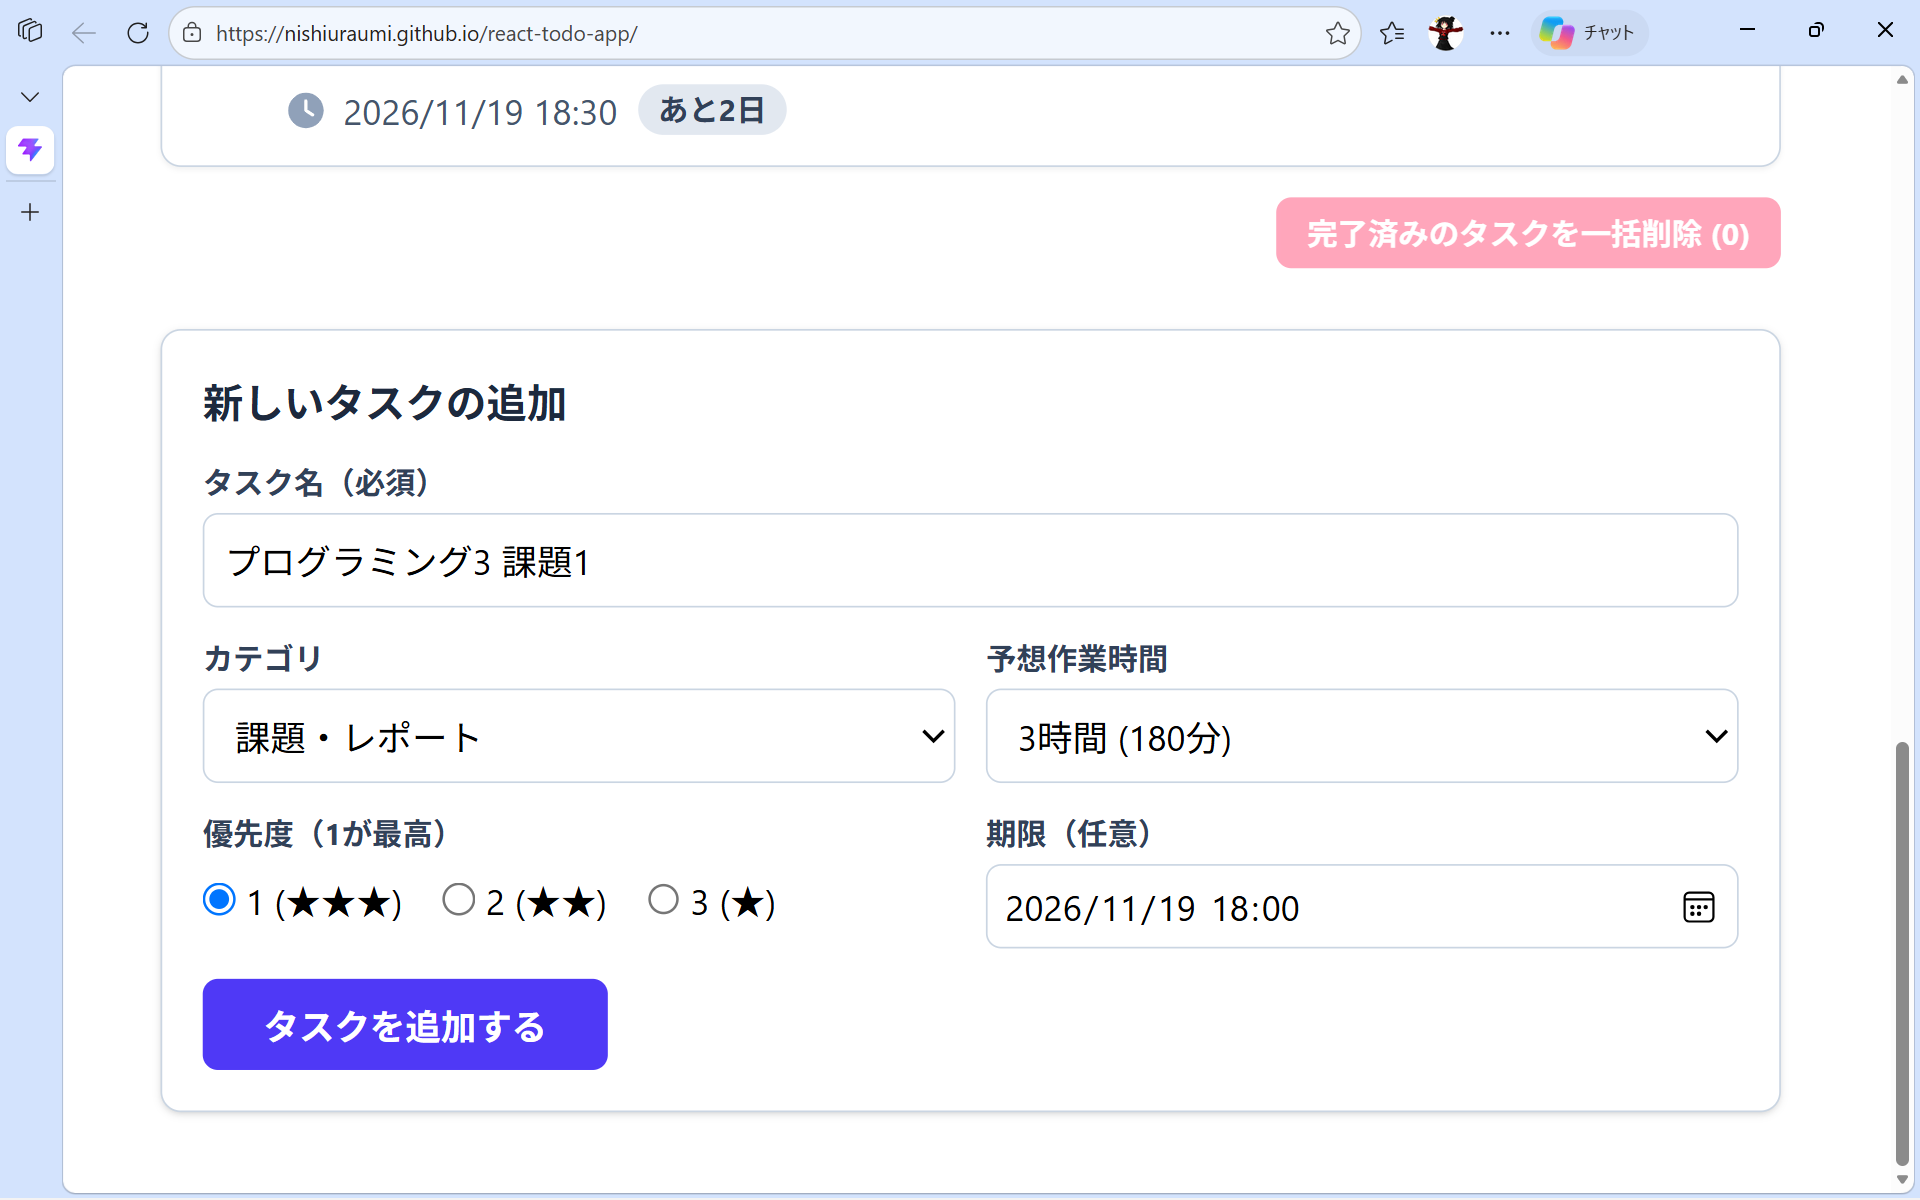 https://nishiuraumi.github.io/react-todo-app/
チャット
2026/11/19 18:30 あと2日
完了済みのタスクを一括削除 (0)
新しいタスクの追加
タスク名（必須）
プログラミング3 課題1
カテゴリ
課題・レポート
予想作業時間
3時間 (180分)
優先度（1が最高）
1 (★★★) 2 (★★) 3 (★)
期限（任意）
2026/11/19 18:00
タスクを追加する